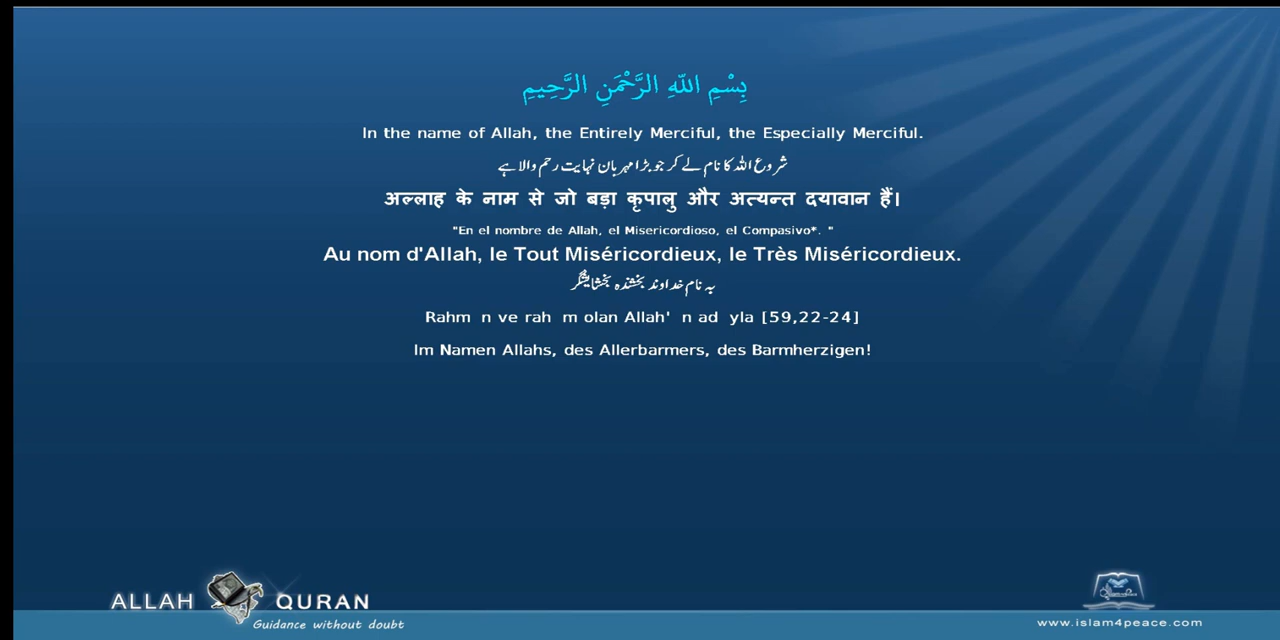 بِسْمِ اللّهِ الرَّحْمَنِ الرَّحِيمِ
In the name of Allah, the Entirely Merciful, the Especially Merciful.
شروع الله کا نام لے کر جو بڑا مہربان نہایت رحم والا ہے
अल्लाह के नाम से जो बड़ा कृपालु और अत्यन्त दयावान हैं।
"En el nombre de Allah, el Misericordioso, el Compasivo*. "
Au nom d'Allah, le Tout Miséricordieux, le Très Miséricordieux.
به نام خداوند بخشنده بخشایشگر
Rahm n ve rah m olan Allah' n ad yla [59,22-24]
Im Namen Allahs, des Allerbarmers, des Barmherzigen!
ALLAH QURAN
Guidance without doubt
www.islam4peace.com